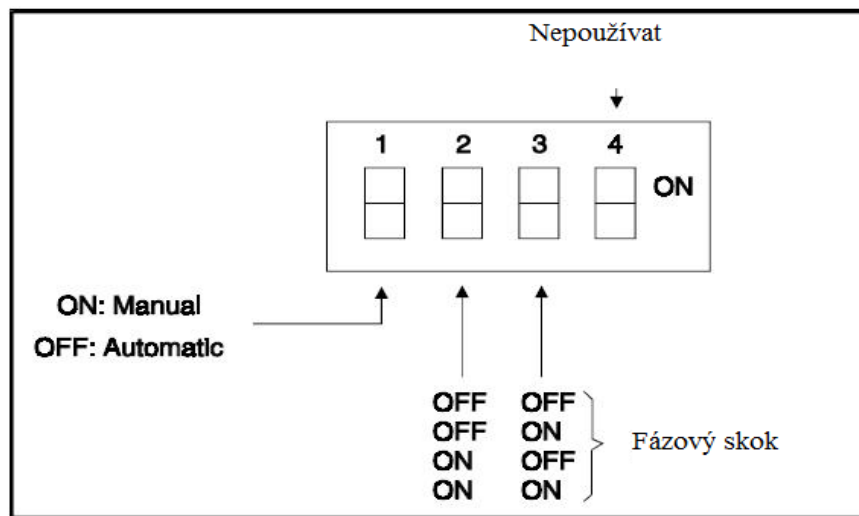 Nepoužívat
1 2 3 4
ON
ON: Manual
OFF: Automatic
OFF OFF
OFF ON
ON OFF
ON ON
Fázový skok